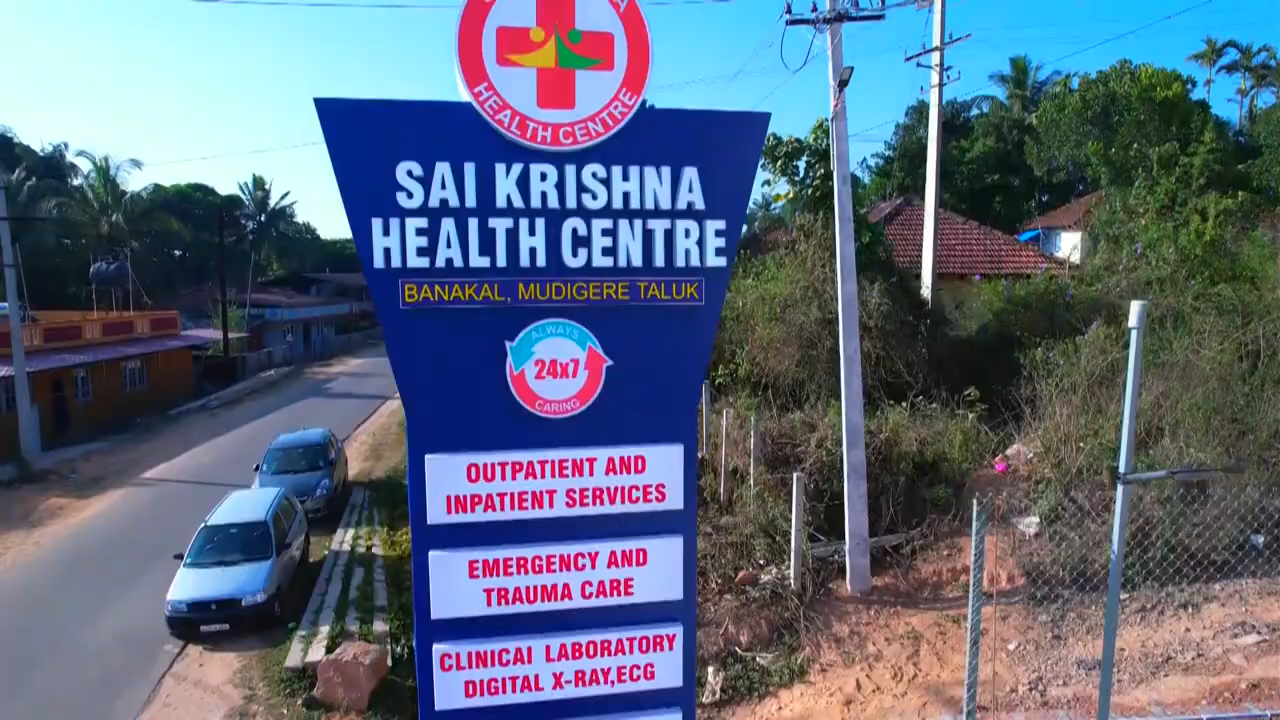 HEALTH CENTRE
SAI KRISHNA
HEALTH CENTRE
BANAKAL, MUDIGERE TALUK
ALWAYS
24x7
CARING
OUTPATIENT AND
INPATIENT SERVICES
EMERGENCY AND
TRAUMA CARE
CLINICAL LABORATORY
DIGITAL X-RAY,ECG